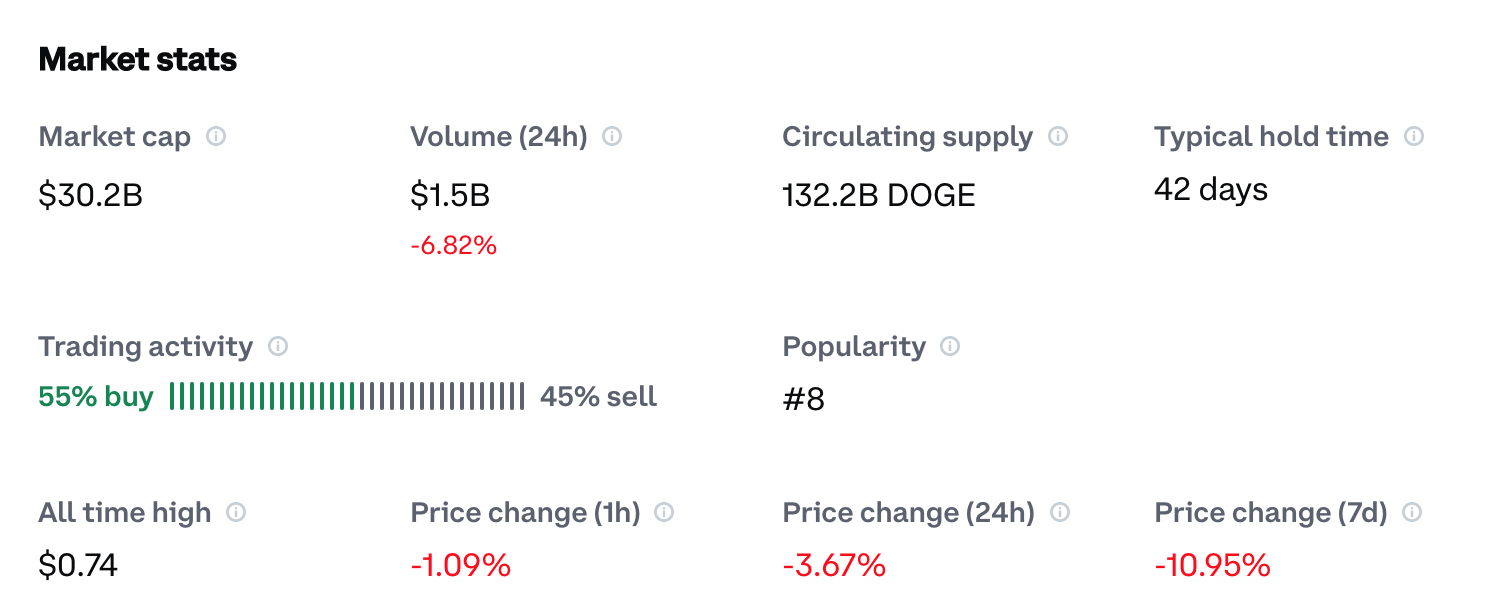 Market stats
Market cap
$30.2B
Volume (24h)
$1.5B
-6.82%
Circulating supply
132.2B DOGE
Typical hold time
42 days
Trading activity
55% buy 45% sell
Popularity
#8
All time high
$0.74
Price change (1h)
-1.09%
Price change (24h)
-3.67%
Price change (7d)
-10.95%